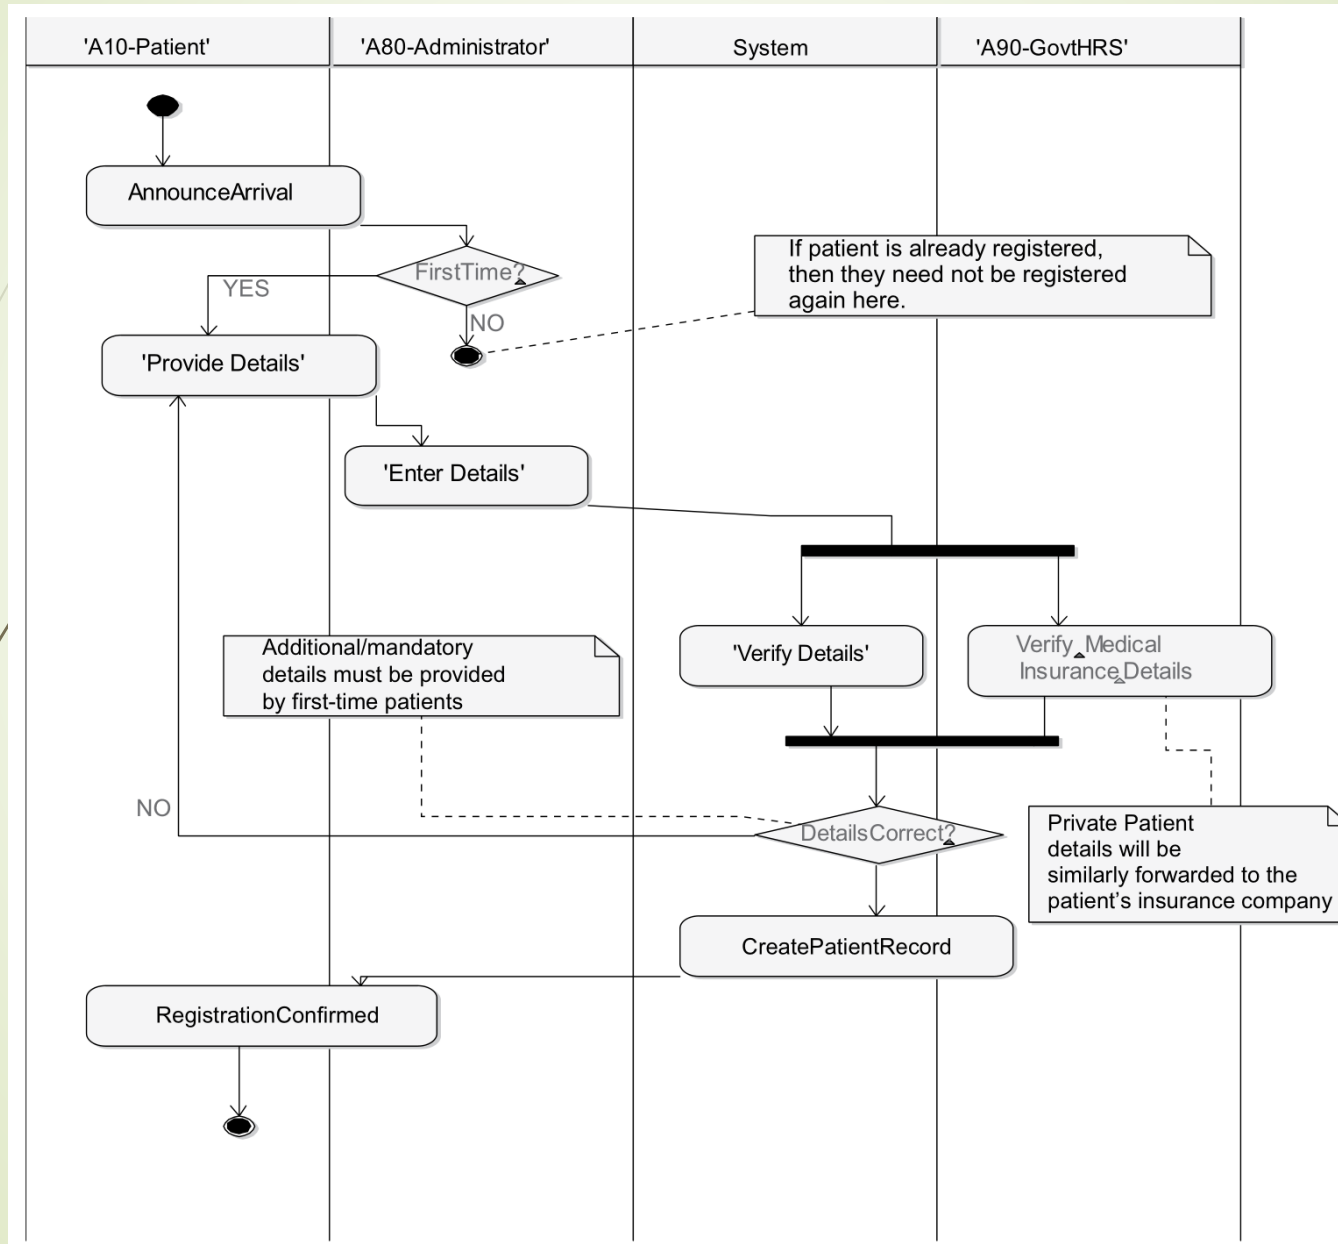 'A10-Patient'
'A80-Administrator'
System
'A90-GovtHRS'
AnnounceArrival
FirstTime?
YES
NO
If patient is already registered,
then they need not be registered
again here.
'Provide Details'
'Enter Details'
Additional/mandatory
details must be provided
by first-time patients
'Verify Details'
Verify Medical
Insurance Details
NO
DetailsCorrect?
Private Patient
details will be
similarly forwarded to the
patient’s insurance company
CreatePatientRecord
RegistrationConfirmed